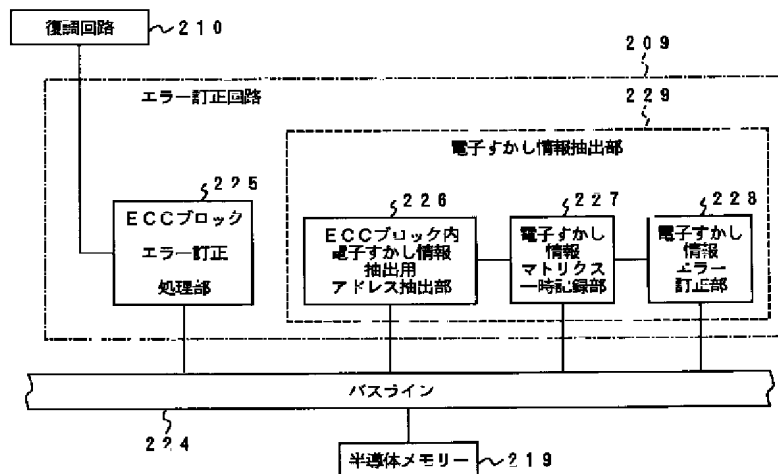 復調回路
210
209
エラー訂正回路
229
電子すかし情報抽出部
225
ECCブロック
エラー訂正
処理部
226
ECCブロック内
電子すかし情報
抽出用
アドレス抽出部
227
電子すかし
情報
マトリクス
一時記録部
228
電子すかし
情報
エラー
訂正部
バスライン
224
半導体メモリー
219